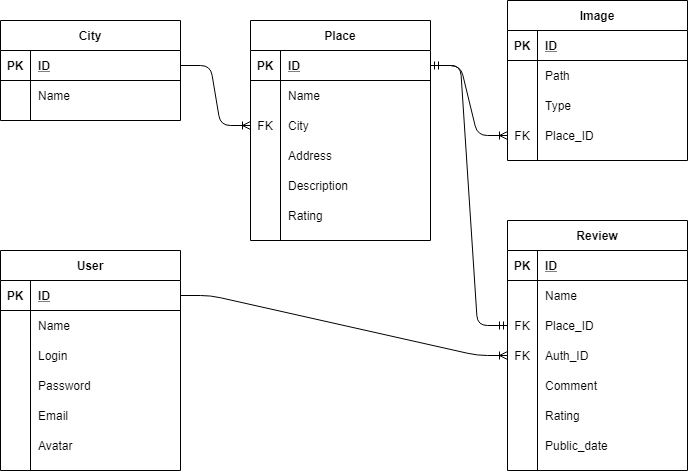 City
PK ID
Name
Place
PK ID
Name
FK City
Address
Description
Rating
Image
PK ID
Path
Type
FK Place_ID
User
PK ID
Name
Login
Password
Email
Avatar
Review
PK ID
Name
FK Place_ID
FK Auth_ID
Comment
Rating
Public_date